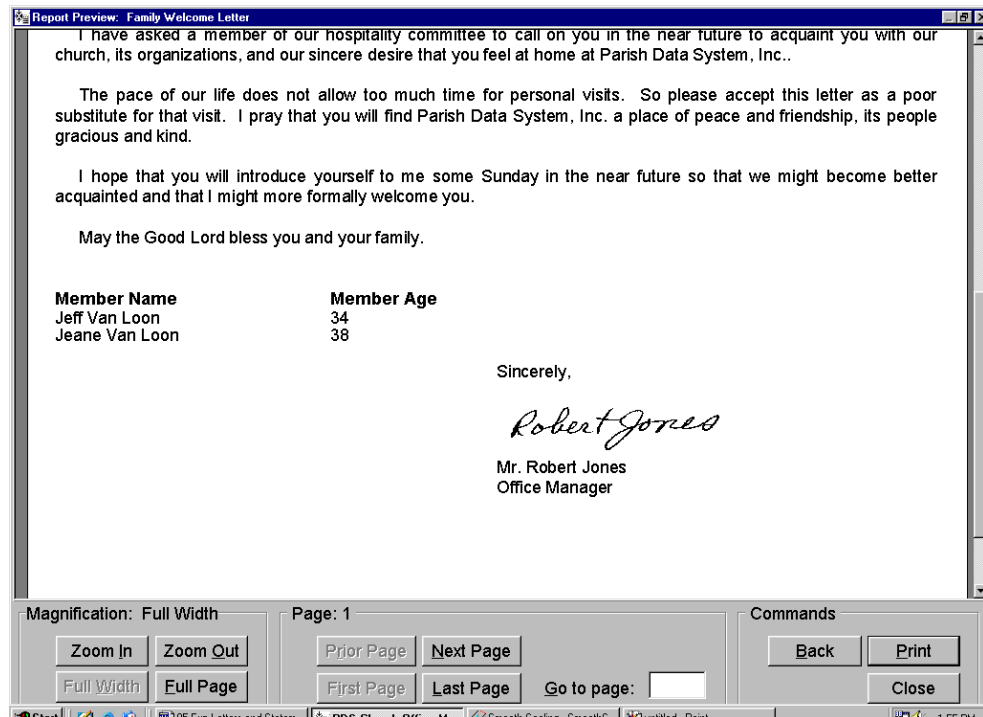 Report Preview: Family Welcome Letter
I have asked a member of our hospitality committee to call on you in the near future to acquaint you with our
church, its organizations, and our sincere desire that you feel at home at Parish Data System, Inc..
The pace of our life does not allow too much time for personal visits. So please accept this letter as a poor
substitute for that visit. I pray that you will find Parish Data System, Inc. a place of peace and friendship, its people
gracious and kind.
I hope that you will introduce yourself to me some Sunday in the near future so that we might become better
acquainted and that I might more formally welcome you.
May the Good Lord bless you and your family.
Member Name Member Age
Jeff Van Loon 34
Jeane Van Loon 38
Sincerely,
Robert Jones
Mr. Robert Jones
Office Manager
Magnification: Full Width Page: 1 Commands
Zoom In Zoom Out Prior Page Next Page Back Print
Full Width Full Page First Page Last Page Go to page: Close
Start Paint 1:55 PM